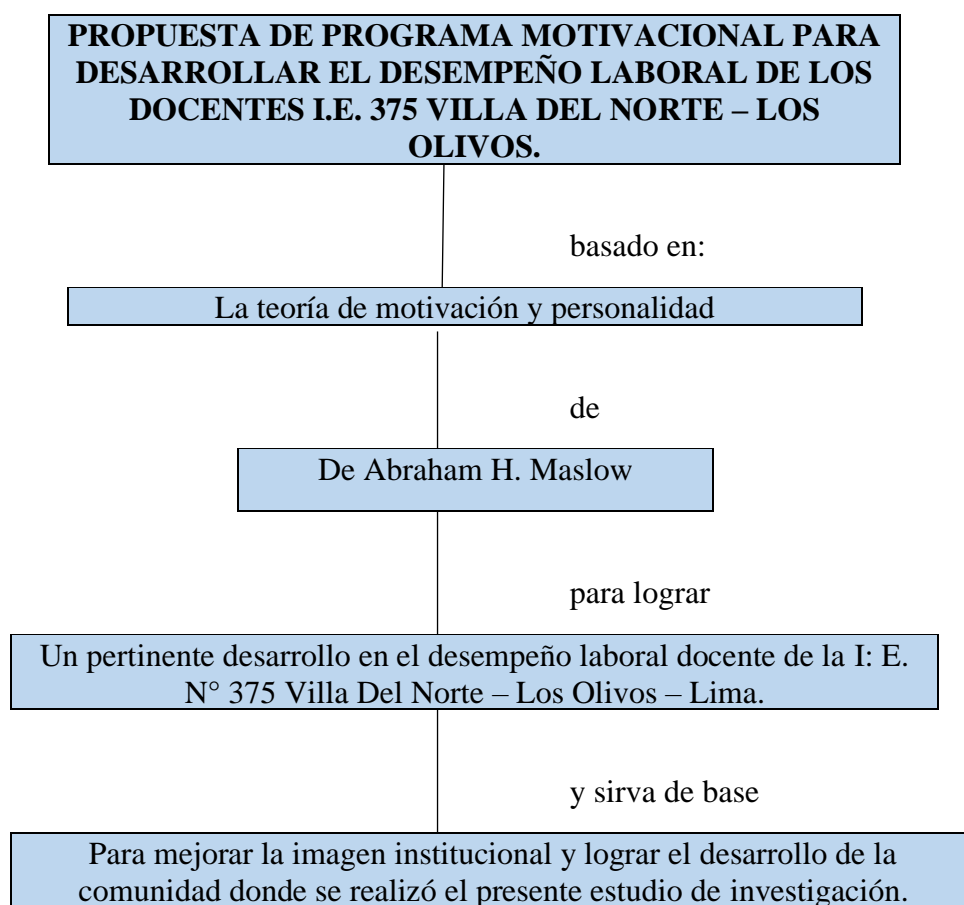 PROPUESTA DE PROGRAMA MOTIVACIONAL PARA
DESARROLLAR EL DESEMPEÑO LABORAL DE LOS
DOCENTES I.E. 375 VILLA DEL NORTE – LOS
OLIVOS.
basado en:
La teoría de motivación y personalidad
de
De Abraham H. Maslow
para lograr
Un pertinente desarrollo en el desempeño laboral docente de la I: E.
N° 375 Villa Del Norte – Los Olivos – Lima.
y sirva de base
Para mejorar la imagen institucional y lograr el desarrollo de la
comunidad donde se realizó el presente estudio de investigación.